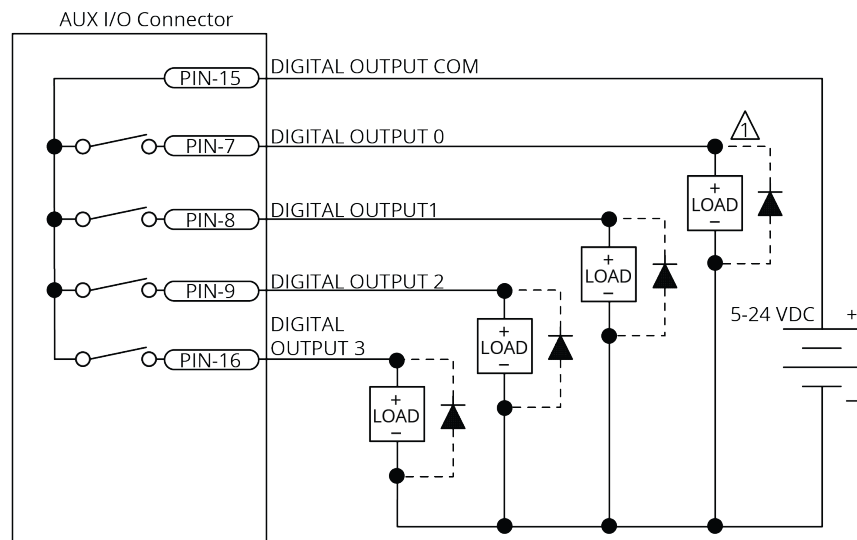 AUX I/O Connector
PIN-15
DIGITAL OUTPUT COM
PIN-7
DIGITAL OUTPUT 0
1
+
LOAD
–
PIN-8
DIGITAL OUTPUT1
+
LOAD
–
PIN-9
DIGITAL OUTPUT 2
+
LOAD
–
5-24 VDC
+
–
PIN-16
DIGITAL
OUTPUT 3
+
LOAD
–